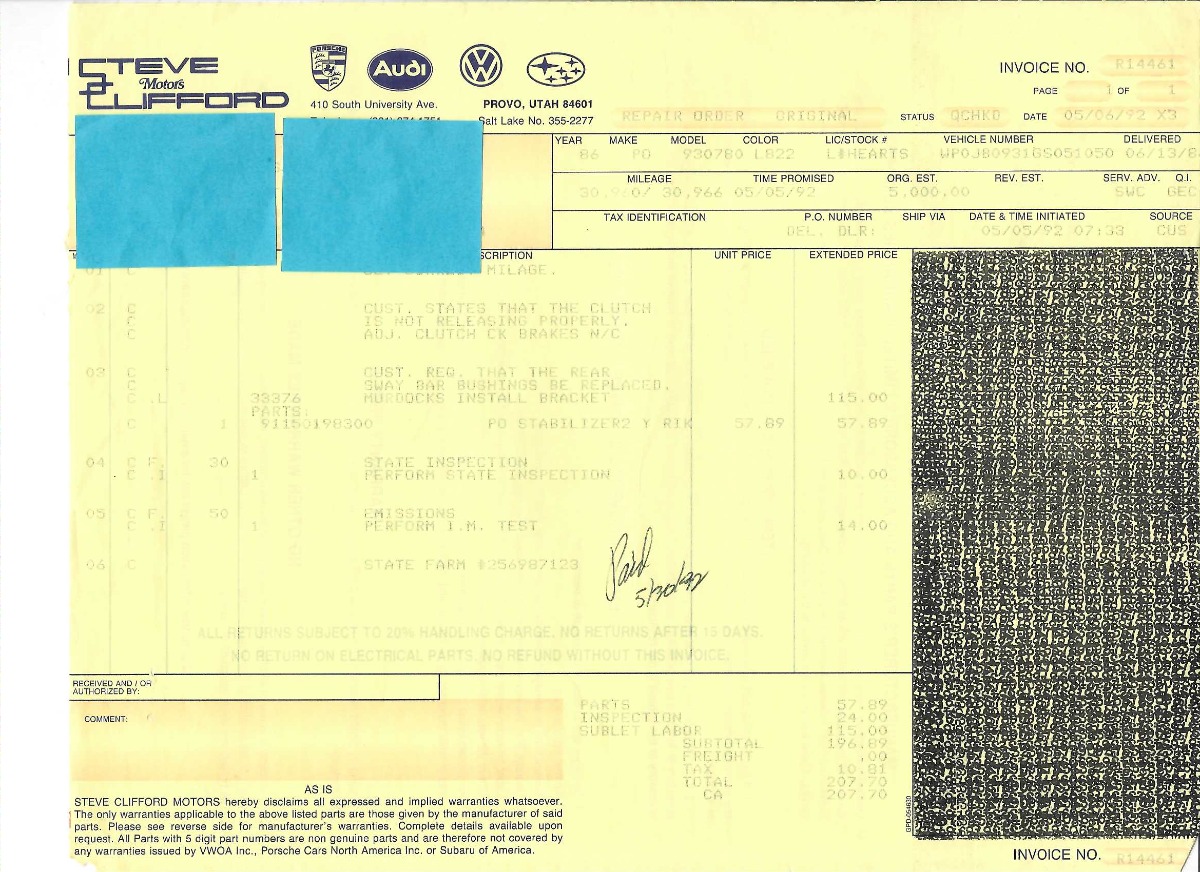 STEVE
Motors
CLIFFORD
PORSCHE
Audi
410 South University Ave.
PROVO, UTAH 84601
Salt Lake No. 355-2277
INVOICE NO. R14461
PAGE 1 OF 1
REPAIR ORDER ORIGINAL STATUS QCHKD DATE 05/06/92 X3
YEAR MAKE MODEL COLOR LIC/STOCK # VEHICLE NUMBER DELIVERED
86 PO 930780 L822 L#HEARTS WP0JB0931GS051050 06/13/8
MILEAGE TIME PROMISED ORG. EST. REV. EST. SERV. ADV. Q.I.
30,966 05/05/92 5,000.00 SWC GEC
TAX IDENTIFICATION P.O. NUMBER SHIP VIA DATE & TIME INITIATED SOURCE
DEL. DLR: 05/05/92 07:33 CUS
UNIT PRICE EXTENDED PRICE
01 C MILAGE.
02 C CUST. STATES THAT THE CLUTCH
C IS NOT RELEASING PROPERLY.
C ADJ. CLUTCH CK BRAKES N/C
03 C CUST. REQ. THAT THE REAR
C SWAY BAR BUSHINGS BE REPLACED.
C .L 33376 MURDOCKS INSTALL BRACKET 115.00
PARTS:
C 1 91150198300 PO STABILIZER2 Y RIK 57.89 57.89
04 C F. 30 STATE INSPECTION
C .I 1 PERFORM STATE INSPECTION 10.00
05 C F. 50 EMISSIONS
C .I 1 PERFORM I.M. TEST 14.00
06 C STATE FARM #256987123
Paid
ALL RETURNS SUBJECT TO 20% HANDLING CHARGE. NO RETURNS AFTER 15 DAYS.
NO RETURN ON ELECTRICAL PARTS. NO REFUND WITHOUT THIS INVOICE.
RECEIVED AND / OR
AUTHORIZED BY:
COMMENT:
PARTS 57.89
INSPECTION 24.00
SUBLET LABOR 115.00
SUBTOTAL 196.89
FREIGHT .00
TAX 10.81
TOTAL 207.70
CA 207.70
AS IS
STEVE CLIFFORD MOTORS hereby disclaims all expressed and implied warranties whatsoever.
The only warranties applicable to the above listed parts are those given by the manufacturer of said
parts. Please see reverse side for manufacturer's warranties. Complete details available upon
request. All Parts with 5 digit part numbers are non genuine parts and are therefore not covered by
any warranties issued by VWOA Inc., Porsche Cars North America Inc. or Subaru of America.
INVOICE NO. R14461